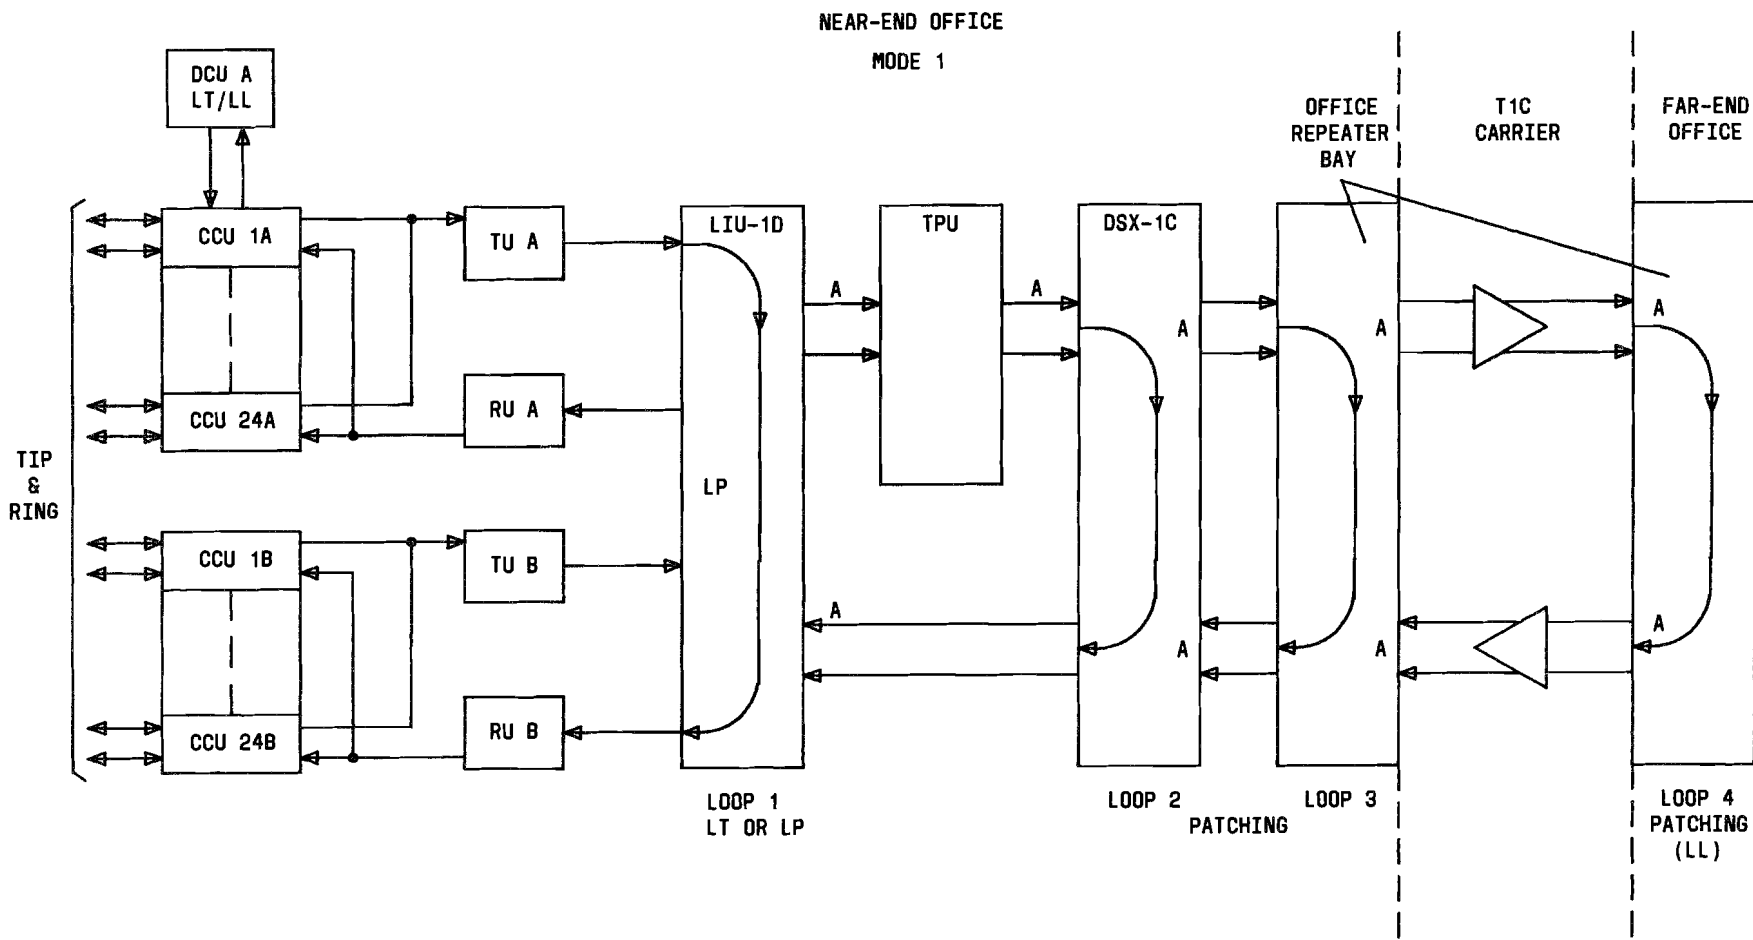 NEAR-END OFFICE
MODE 1
DCU A
LT/LL
OFFICE
REPEATER
BAY
T1C
CARRIER
FAR-END
OFFICE
CCU 1A
TU A
LIU-1D
TPU
DSX-1C
A
A
A
A
A
CCU 24A
RU A
TIP
&
RING
LP
CCU 1B
TU B
A
A
A
A
CCU 24B
RU B
LOOP 1
LT OR LP
LOOP 2
LOOP 3
PATCHING
LOOP 4
PATCHING
(LL)